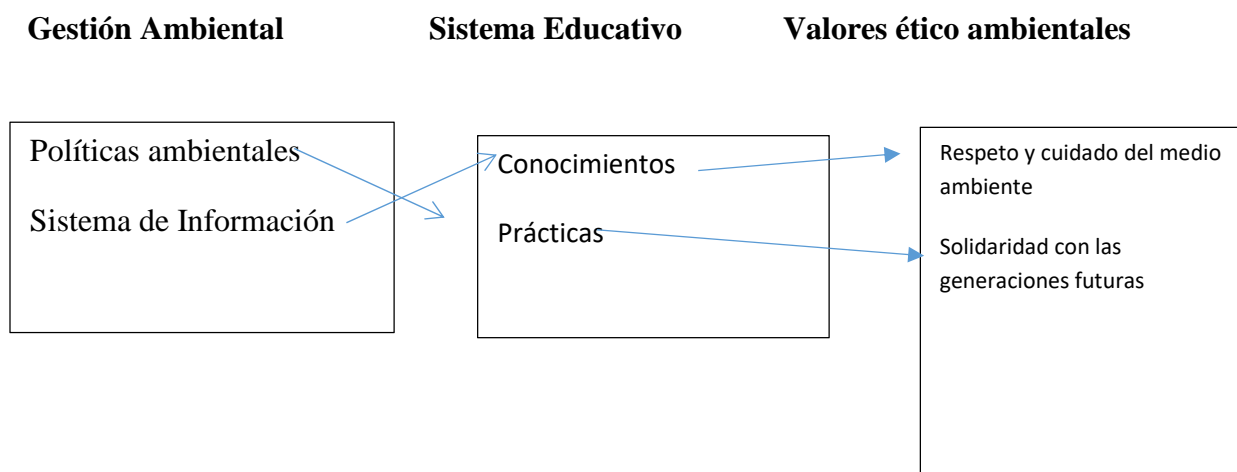 Gestión Ambiental
Sistema Educativo
Valores ético ambientales
Políticas ambientales
Sistema de Información
Conocimientos
Prácticas
Respeto y cuidado del medio
ambiente
Solidaridad con las
generaciones futuras